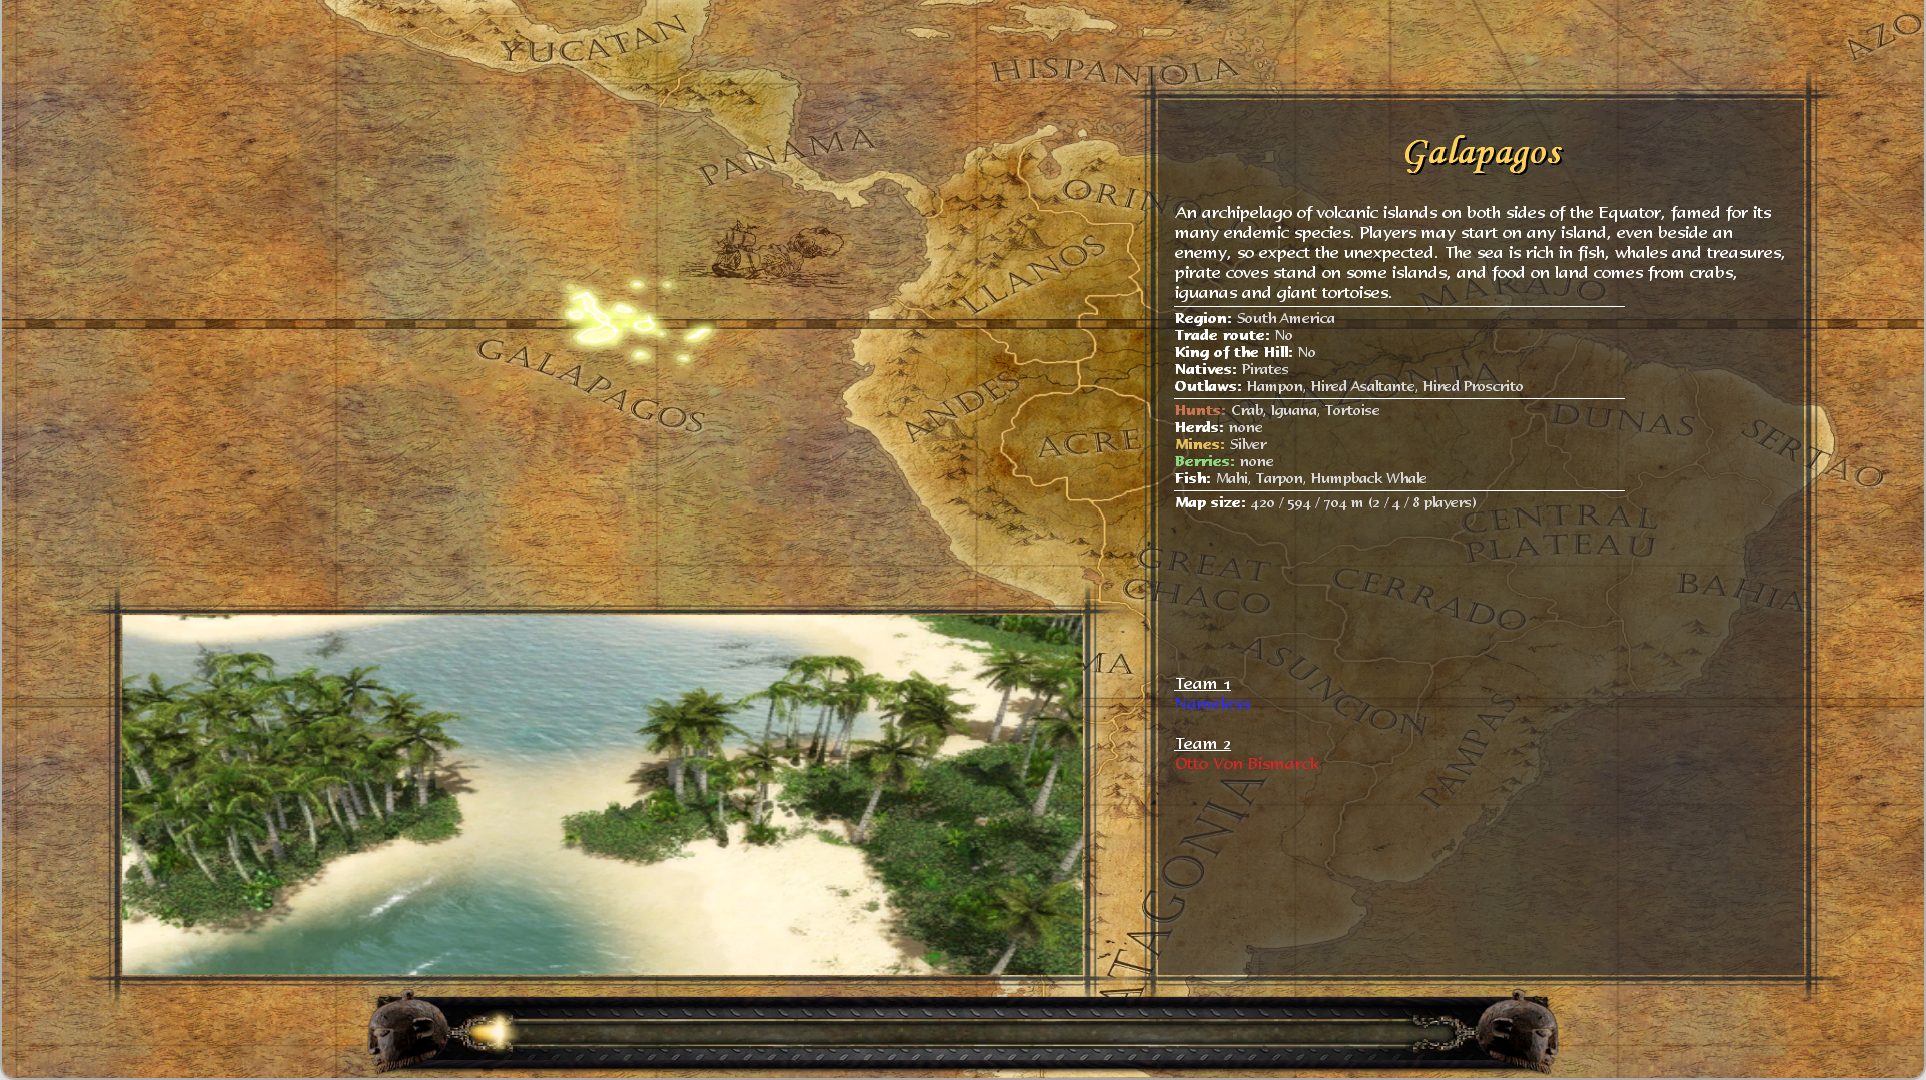 YUCATAN
HISPANIOLA
AZO
PANAMA
ORINO
LLANOS
GALAPAGOS
ANDES
ACRE
MARAJO
AMAZONIA
DUNAS
SERTAO
CENTRAL
PLATEAU
GREAT
CHACO
CERRADO
BAHIA
MA
ASUNCION
PAMPAS
PATAGONIA
Galapagos
An archipelago of volcanic islands on both sides of the Equator, famed for its
many endemic species. Players may start on any island, even beside an
enemy, so expect the unexpected. The sea is rich in fish, whales and treasures,
pirate coves stand on some islands, and food on land comes from crabs,
iguanas and giant tortoises.
Region: South America
Trade route: No
King of the Hill: No
Natives: Pirates
Outlaws: Hampon, Hired Asaltante, Hired Proscrito
Hunts: Crab, Iguana, Tortoise
Herds: none
Mines: Silver
Berries: none
Fish: Mahi, Tarpon, Humpback Whale
Map size: 420 / 594 / 704 m (2 / 4 / 8 players)
Team 1
Nameless
Team 2
Otto Von Bismarck